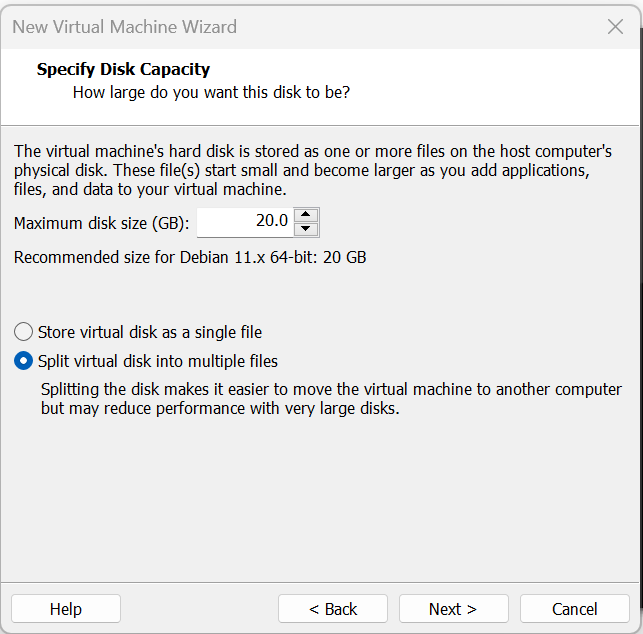 New Virtual Machine Wizard
Specify Disk Capacity
How large do you want this disk to be?
The virtual machine's hard disk is stored as one or more files on the host computer's
physical disk. These file(s) start small and become larger as you add applications,
files, and data to your virtual machine.
Maximum disk size (GB): 20.0
Recommended size for Debian 11.x 64-bit: 20 GB
Store virtual disk as a single file
Split virtual disk into multiple files
Splitting the disk makes it easier to move the virtual machine to another computer
but may reduce performance with very large disks.
Help < Back Next > Cancel